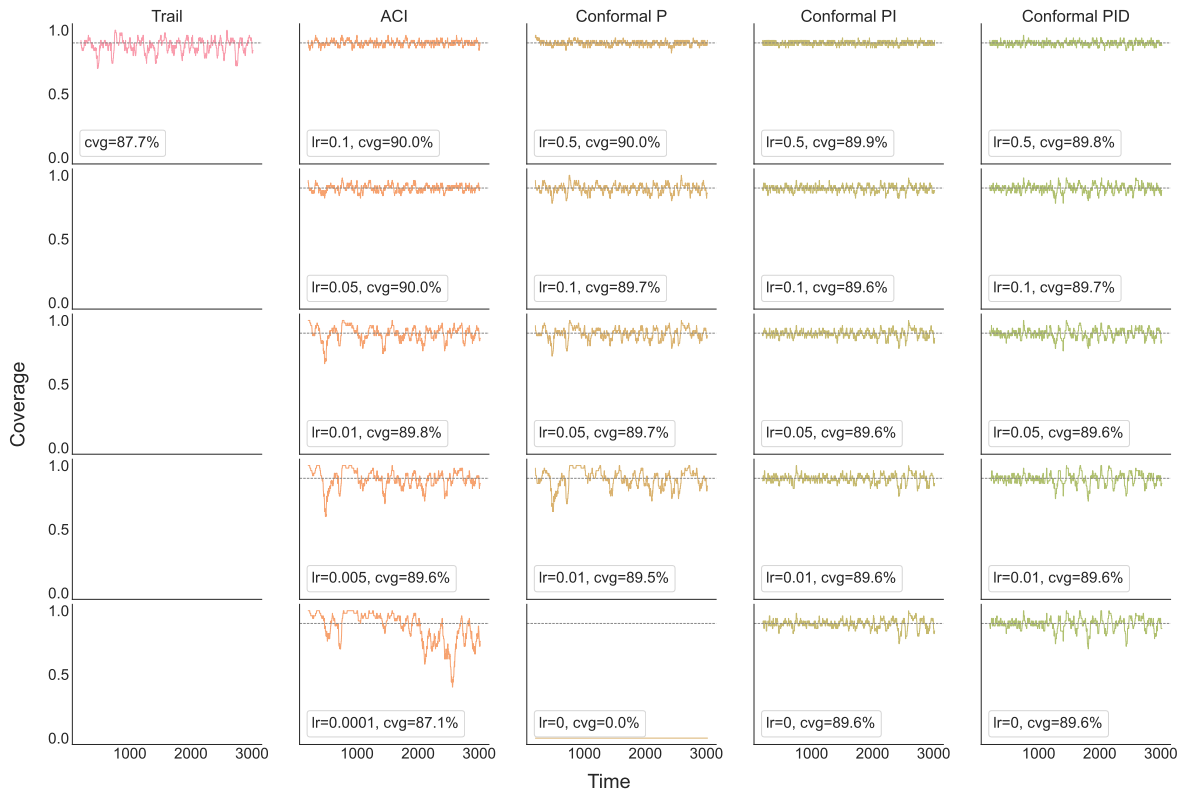 Trail ACI Conformal P Conformal PI Conformal PID
1.0
0.5
0.0
cvg=87.7% lr=0.1, cvg=90.0% lr=0.5, cvg=90.0% lr=0.5, cvg=89.9% lr=0.5, cvg=89.8%
1.0
0.5
0.0
lr=0.05, cvg=90.0% lr=0.1, cvg=89.7% lr=0.1, cvg=89.6% lr=0.1, cvg=89.7%
1.0
0.5
0.0
lr=0.01, cvg=89.8% lr=0.05, cvg=89.7% lr=0.05, cvg=89.6% lr=0.05, cvg=89.6%
Coverage
1.0
0.5
0.0
lr=0.005, cvg=89.6% lr=0.01, cvg=89.5% lr=0.01, cvg=89.6% lr=0.01, cvg=89.6%
1.0
0.5
0.0
lr=0.0001, cvg=87.1% lr=0, cvg=0.0% lr=0, cvg=89.6% lr=0, cvg=89.6%
1000 2000 3000 1000 2000 3000 1000 2000 3000 1000 2000 3000 1000 2000 3000
Time